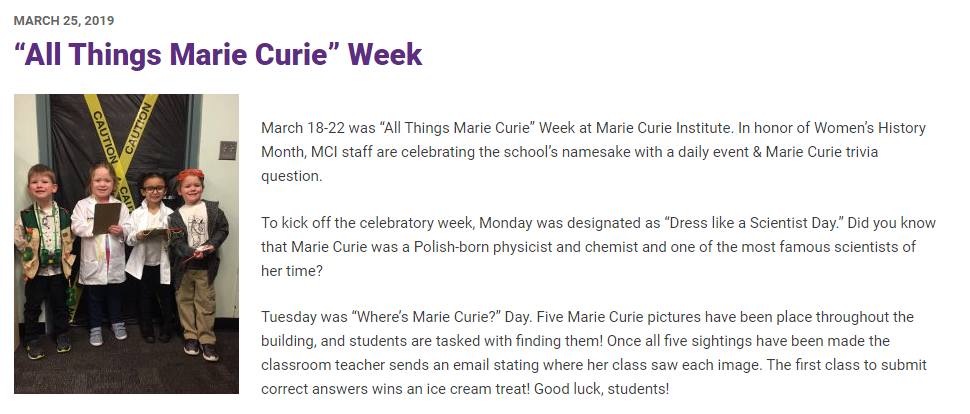 MARCH 25, 2019
“All Things Marie Curie” Week
CAUTION
CAUTION
CAUTION
March 18-22 was “All Things Marie Curie” Week at Marie Curie Institute. In honor of Women’s History
Month, MCI staff are celebrating the school’s namesake with a daily event & Marie Curie trivia
question.
To kick off the celebratory week, Monday was designated as “Dress like a Scientist Day.” Did you know
that Marie Curie was a Polish-born physicist and chemist and one of the most famous scientists of
her time?
Tuesday was “Where’s Marie Curie?” Day. Five Marie Curie pictures have been place throughout the
building, and students are tasked with finding them! Once all five sightings have been made the
classroom teacher sends an email stating where her class saw each image. The first class to submit
correct answers wins an ice cream treat! Good luck, students!